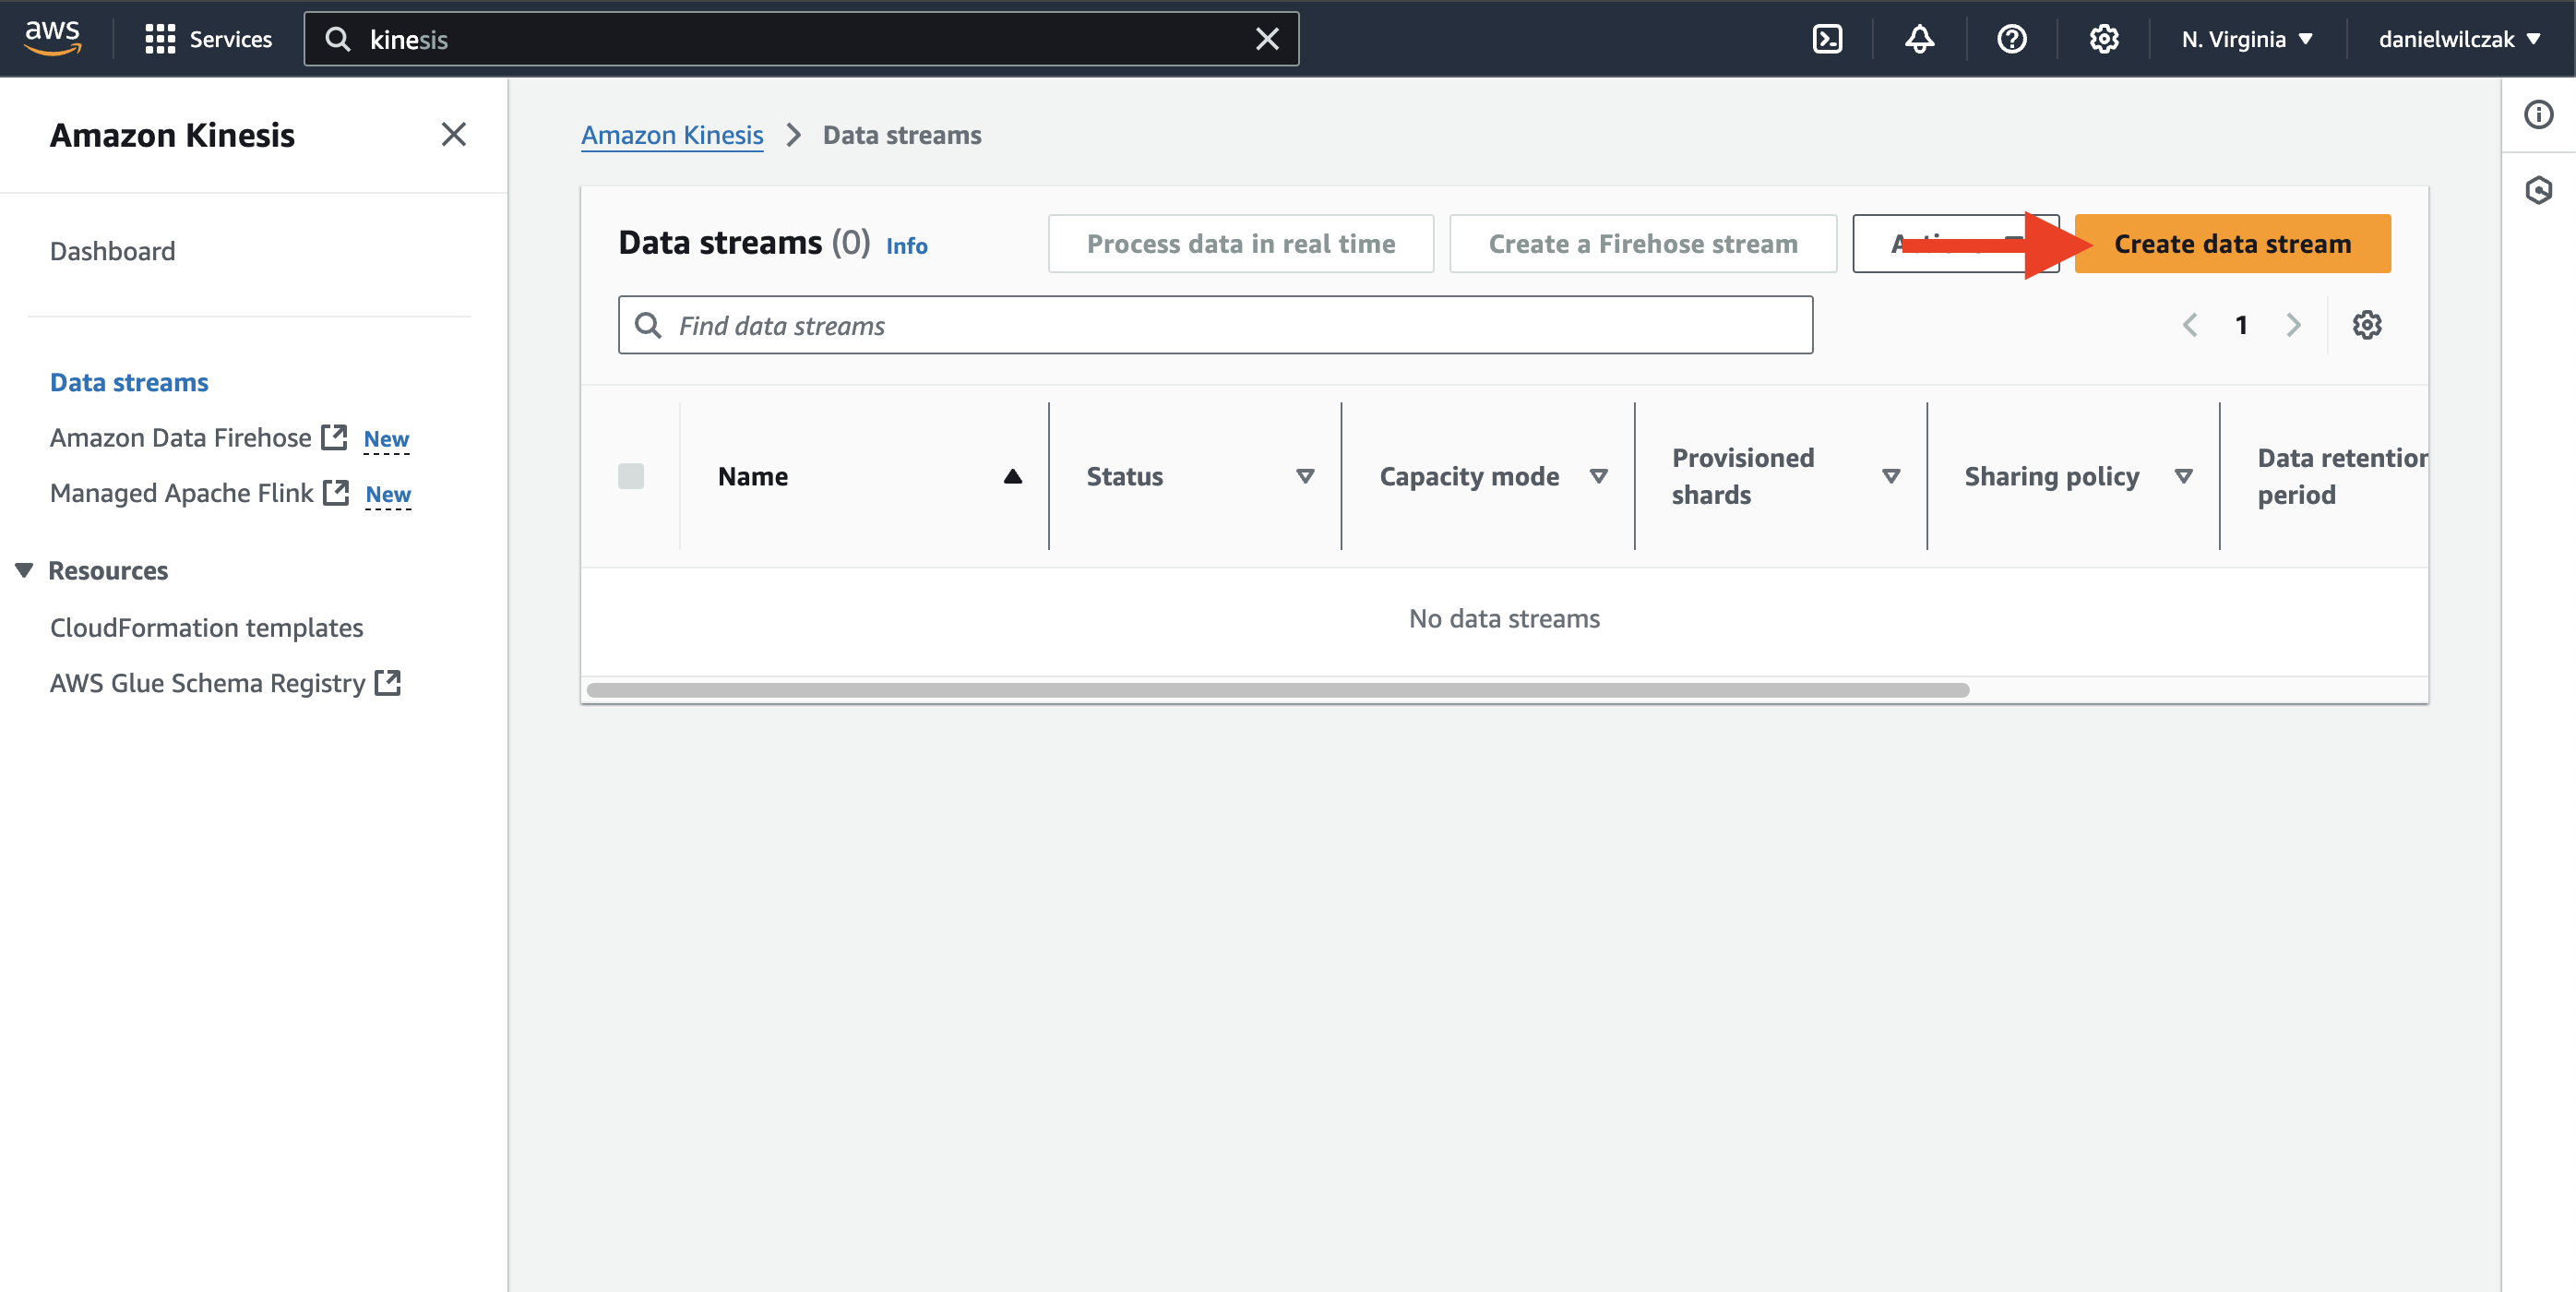 aws
Services
kinesis
N. Virginia
danielwilczak
Amazon Kinesis
Dashboard
Data streams
Amazon Data Firehose New
Managed Apache Flink New
Resources
CloudFormation templates
AWS Glue Schema Registry
Amazon Kinesis > Data streams
Data streams (0) Info
Process data in real time
Create a Firehose stream
Create data stream
Find data streams
1
Name
Status
Capacity mode
Provisioned
shards
Sharing policy
Data retention
period
No data streams